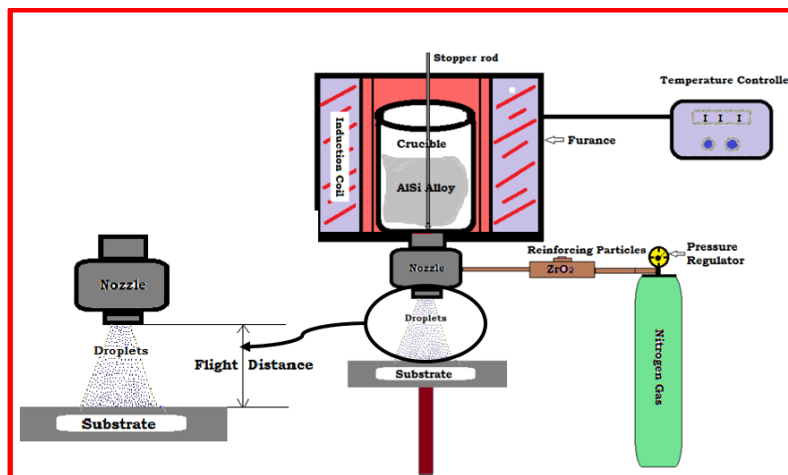 Stopper rod
Temperature Controlle
Induction Coil
Crucible
AlSi Alloy
I I I
Furance
Reinforcing Particles
ZrO₂
Pressure
Regulator
Nozzle
Nozzle
Droplets
Droplets
Flight Distance
Substrate
Substrate
Nitrogen Gas